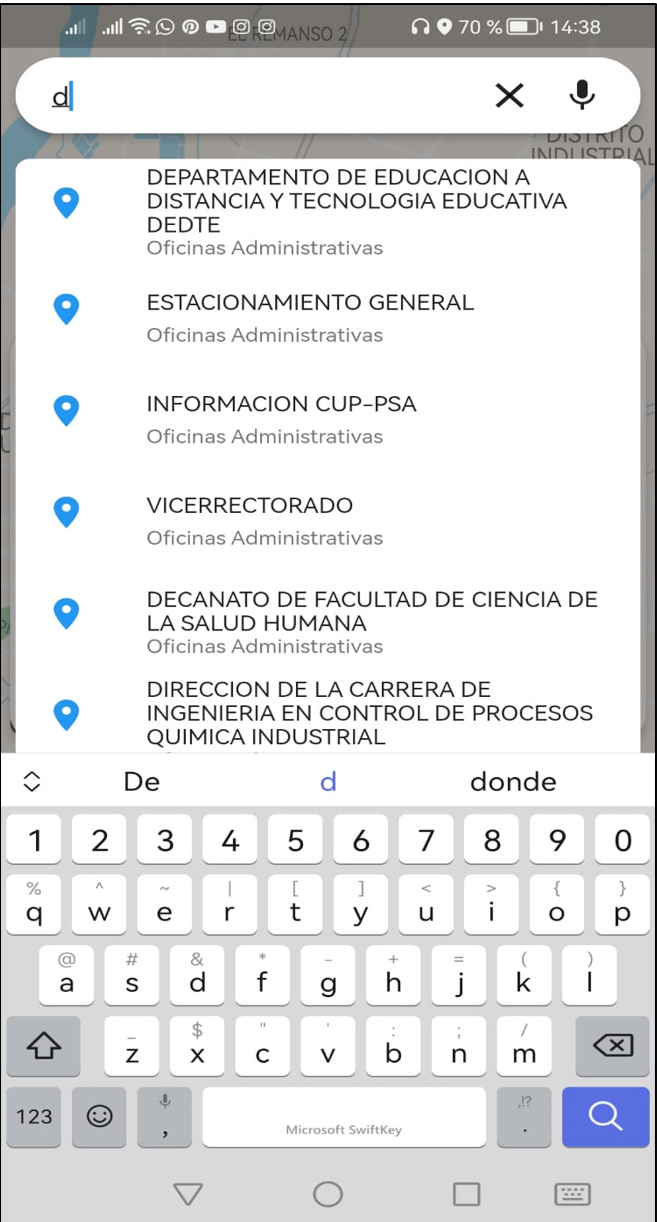 EL REMANSO 2
70 %
14:38
d
DISTRITO
INDUSTRIAL
DEPARTAMENTO DE EDUCACION A
DISTANCIA Y TECNOLOGIA EDUCATIVA
DEDTE
Oficinas Administrativas
ESTACIONAMIENTO GENERAL
Oficinas Administrativas
INFORMACION CUP-PSA
Oficinas Administrativas
VICERRECTORADO
Oficinas Administrativas
DECANATO DE FACULTAD DE CIENCIA DE
LA SALUD HUMANA
Oficinas Administrativas
DIRECCION DE LA CARRERA DE
INGENIERIA EN CONTROL DE PROCESOS
QUIMICA INDUSTRIAL
De d donde
1 2 3 4 5 6 7 8 9 0
% ^ ~ | [ ] < > { }
q w e r t y u i o p
@ # & * - + = ( )
a s d f g h j k l
_ $ " ' : ; /
z x c v b n m
123 , Microsoft SwiftKey ,!? .